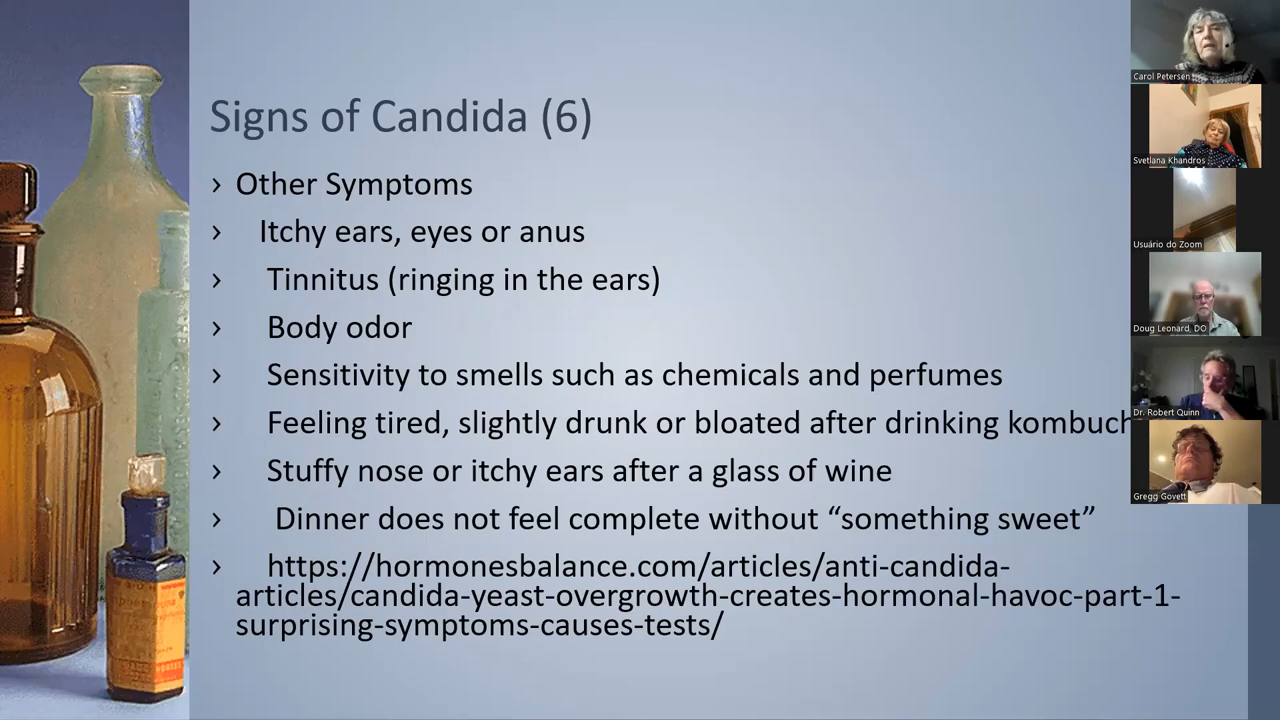 Signs of Candida (6)
› Other Symptoms
› Itchy ears, eyes or anus
› Tinnitus (ringing in the ears)
› Body odor
› Sensitivity to smells such as chemicals and perfumes
› Feeling tired, slightly drunk or bloated after drinking kombuch
› Stuffy nose or itchy ears after a glass of wine
› Dinner does not feel complete without “something sweet”
› https://hormonesbalance.com/articles/anti-candida-
articles/candida-yeast-overgrowth-creates-hormonal-havoc-part-1-
surprising-symptoms-causes-tests/
Carol Petersen
Svetlana Khandros
Usuário do Zoom
Doug Leonard, DO
Dr. Robert Quinn
Gregg Govett